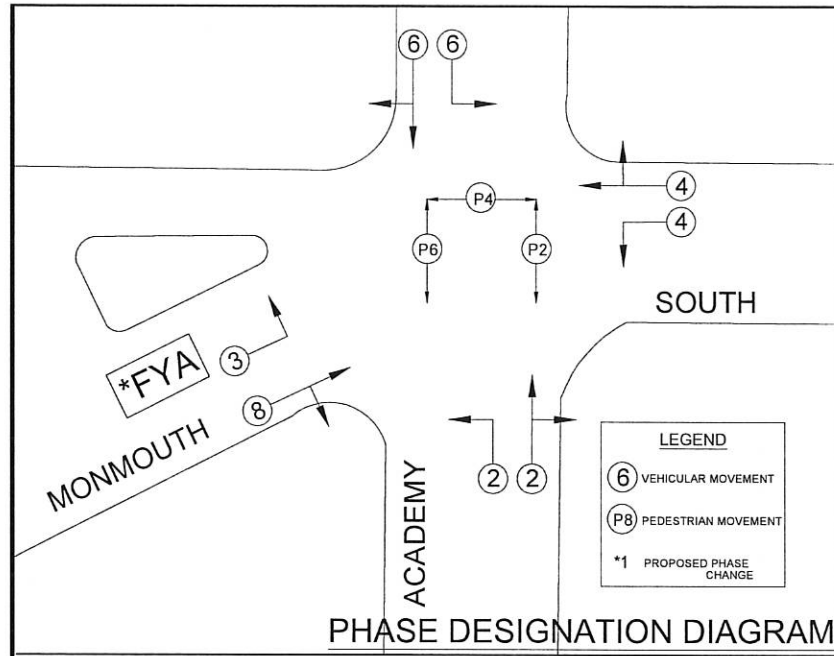 6 6
4
P4
4
P6 P2
SOUTH
*FYA
3
8
MONMOUTH
ACADEMY
2 2
LEGEND
6 VEHICULAR MOVEMENT
P8 PEDESTRIAN MOVEMENT
*1 PROPOSED PHASE
CHANGE
PHASE DESIGNATION DIAGRAM